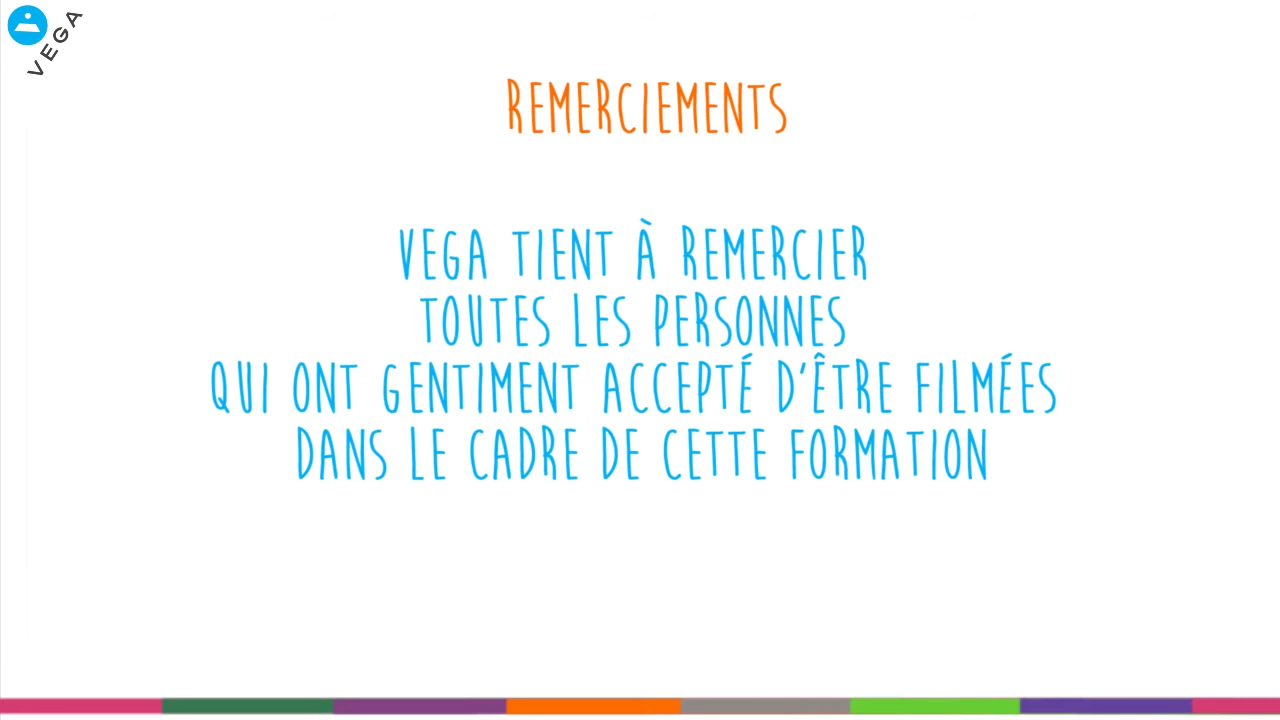 VEGA
REMERCIEMENTS
VEGA TIENT À REMERCIER
TOUTES LES PERSONNES
QUI ONT GENTIMENT ACCEPTÉ D'ÊTRE FILMÉES
DANS LE CADRE DE CETTE FORMATION